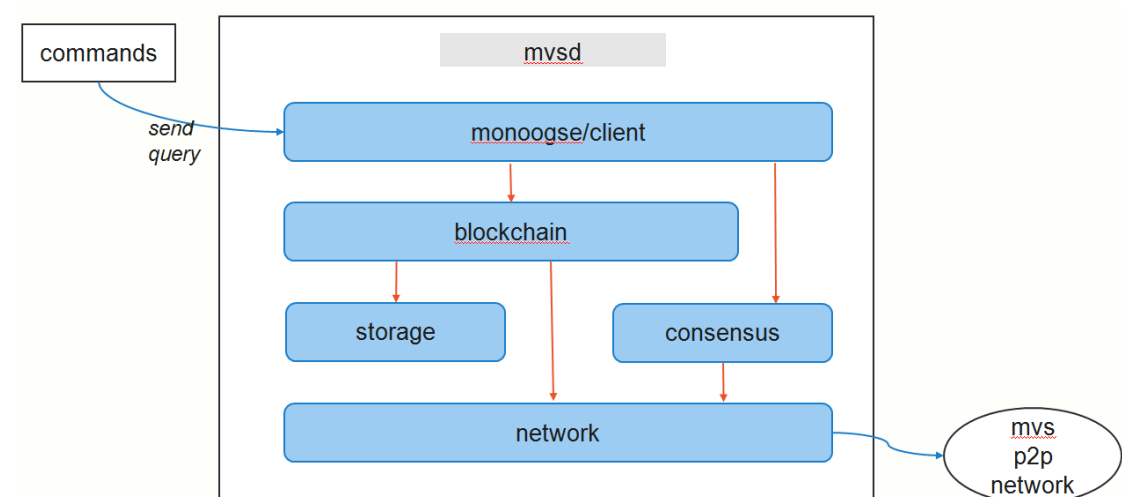 commands
mvsd
send
query
monoogse/client
blockchain
storage
consensus
network
mvs
p2p
network